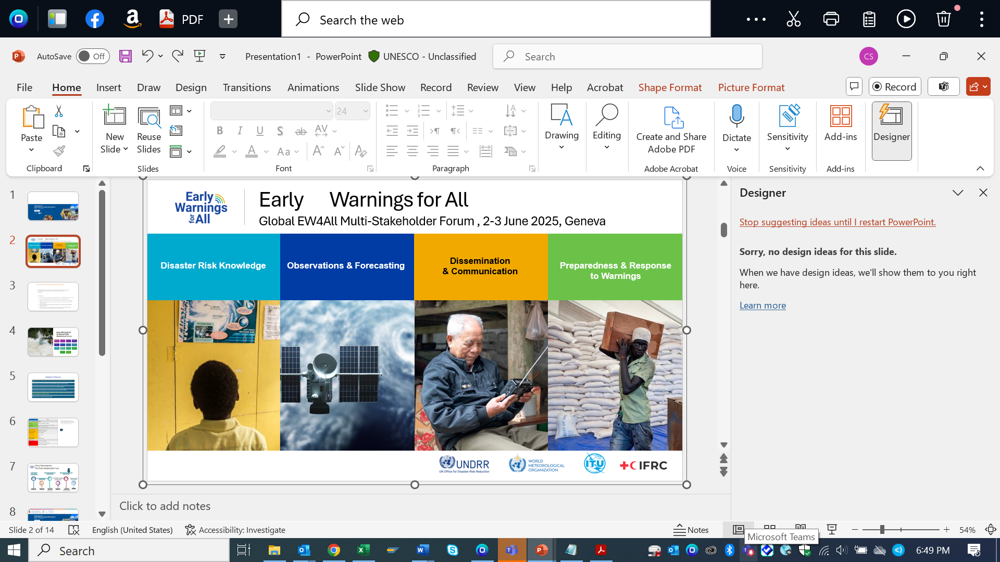 PDF
Search the web
AutoSave Off
Presentation1 - PowerPoint UNESCO - Unclassified
Search
CS
File Home Insert Draw Design Transitions Animations Slide Show Record Review View Help Acrobat Shape Format Picture Format
Record
Paste
New Slide
Reuse Slides
24
Drawing
Editing
Create and Share Adobe PDF
Dictate
Sensitivity
Add-ins
Designer
Clipboard
Slides
Font
Paragraph
Adobe Acrobat
Voice
Sensitivity
Add-ins
1
2
3
4
5
6
7
8
Early Warnings for All
Early Warnings for All
Global EW4All Multi-Stakeholder Forum , 2-3 June 2025, Geneva
Disaster Risk Knowledge
Observations & Forecasting
Dissemination
& Communication
Preparedness & Response
to Warnings
UNDRR
UN Office for Disaster Risk Reduction
WORLD
METEOROLOGICAL
ORGANIZATION
ITU
IFRC
Designer
Stop suggesting ideas until I restart PowerPoint.
Sorry, no design ideas for this slide.
When we have design ideas, we'll show them to you right
here.
Learn more
Click to add notes
Slide 2 of 14
English (United States)
Accessibility: Investigate
Notes
54%
Microsoft Teams
Search
6:49 PM